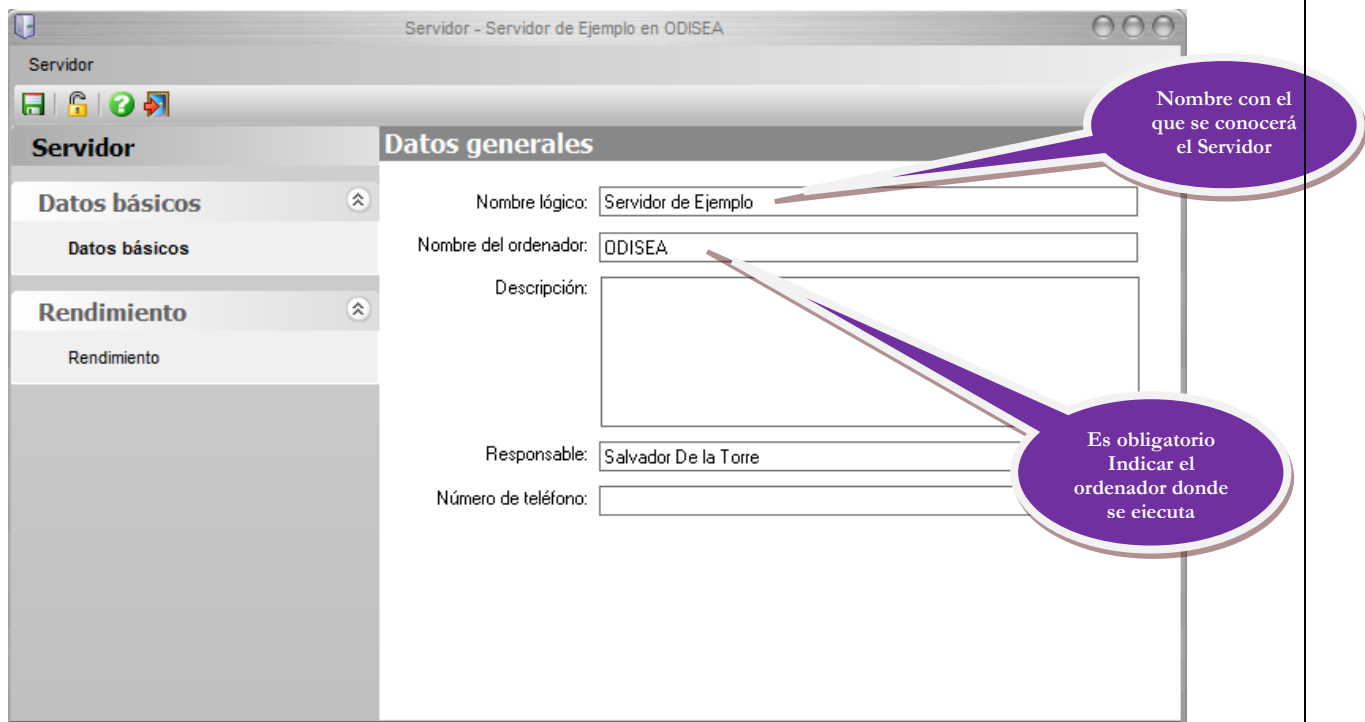 Servidor - Servidor de Ejemplo en ODISEA
Servidor
Servidor
Datos generales
Datos básicos
Datos básicos
Rendimiento
Rendimiento
Nombre lógico: Servidor de Ejemplo
Nombre del ordenador: ODISEA
Descripción:
Responsable: Salvador De la Torre
Número de teléfono:
Nombre con el
que se conocerá
el Servidor
Es obligatorio
Indicar el
ordenador donde
se ejecuta